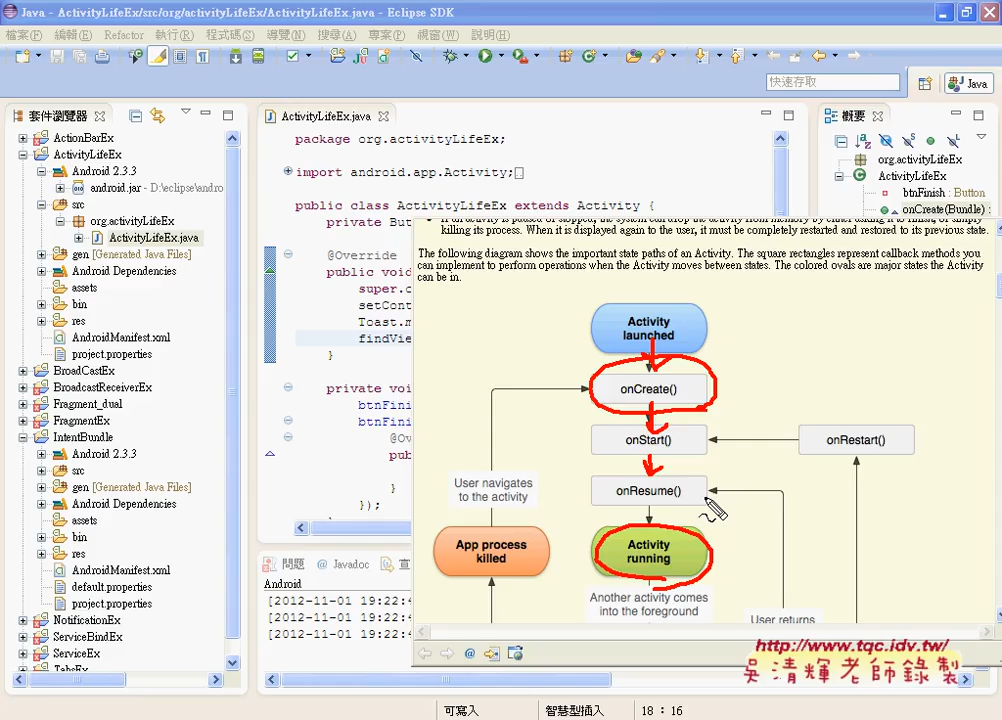 Java - ActivityLifeEx/src/org/activityLifeEx/ActivityLifeEx.java - Eclipse SDK
檔案(F) 編輯(E) Refactor 執行(R) 程式碼(S) 導覽(N) 搜尋(A) 專案(P) 視窗(W) 說明(H)
快速存取
Java
套件瀏覽器
ActionBarEx
ActivityLifeEx
Android 2.3.3
android.jar - D:\eclipse\andro
src
org.activityLifeEx
ActivityLifeEx.java
gen [Generated Java Files]
Android Dependencies
assets
bin
res
AndroidManifest.xml
project.properties
BroadCastEx
BroadcastReceiverEx
Fragment_dual
FragmentEx
IntentBundle
Android 2.3.3
src
gen [Generated Java Files]
Android Dependencies
assets
bin
res
AndroidManifest.xml
default.properties
project.properties
NotificationEx
ServiceBindEx
ServiceEx
TabsEx
ActivityLifeEx.java
package org.activityLifeEx;
import android.app.Activity;
public class ActivityLifeEx extends Activity {
private But
@Override
public void
super.c
setCont
Toast.m
findVie
}
private voi
btnFini
btnFini
@Ov
pub
}
});
概要
org.activityLifeEx
ActivityLifeEx
btnFinish : Button
onCreate(Bundle) :
killing its process. When it is displayed again to the user, it must be completely restarted and restored to its previous state.
The following diagram shows the important state paths of an Activity. The square rectangles represent callback methods you
can implement to perform operations when the Activity moves between states. The colored ovals are major states the Activity
can be in.
Activity
launched
onCreate()
onStart()
onRestart()
onResume()
User navigates
to the activity
App process
killed
Activity
running
Another activity comes
into the foreground
User returns
問題 @ Javadoc
Android
[2012-11-01 19:22:4
[2012-11-01 19:22:4
[2012-11-01 19:22:4
http://www.tqc.idv.tw/
吳清輝老師錄製
可寫入 智慧型插入 18 : 16